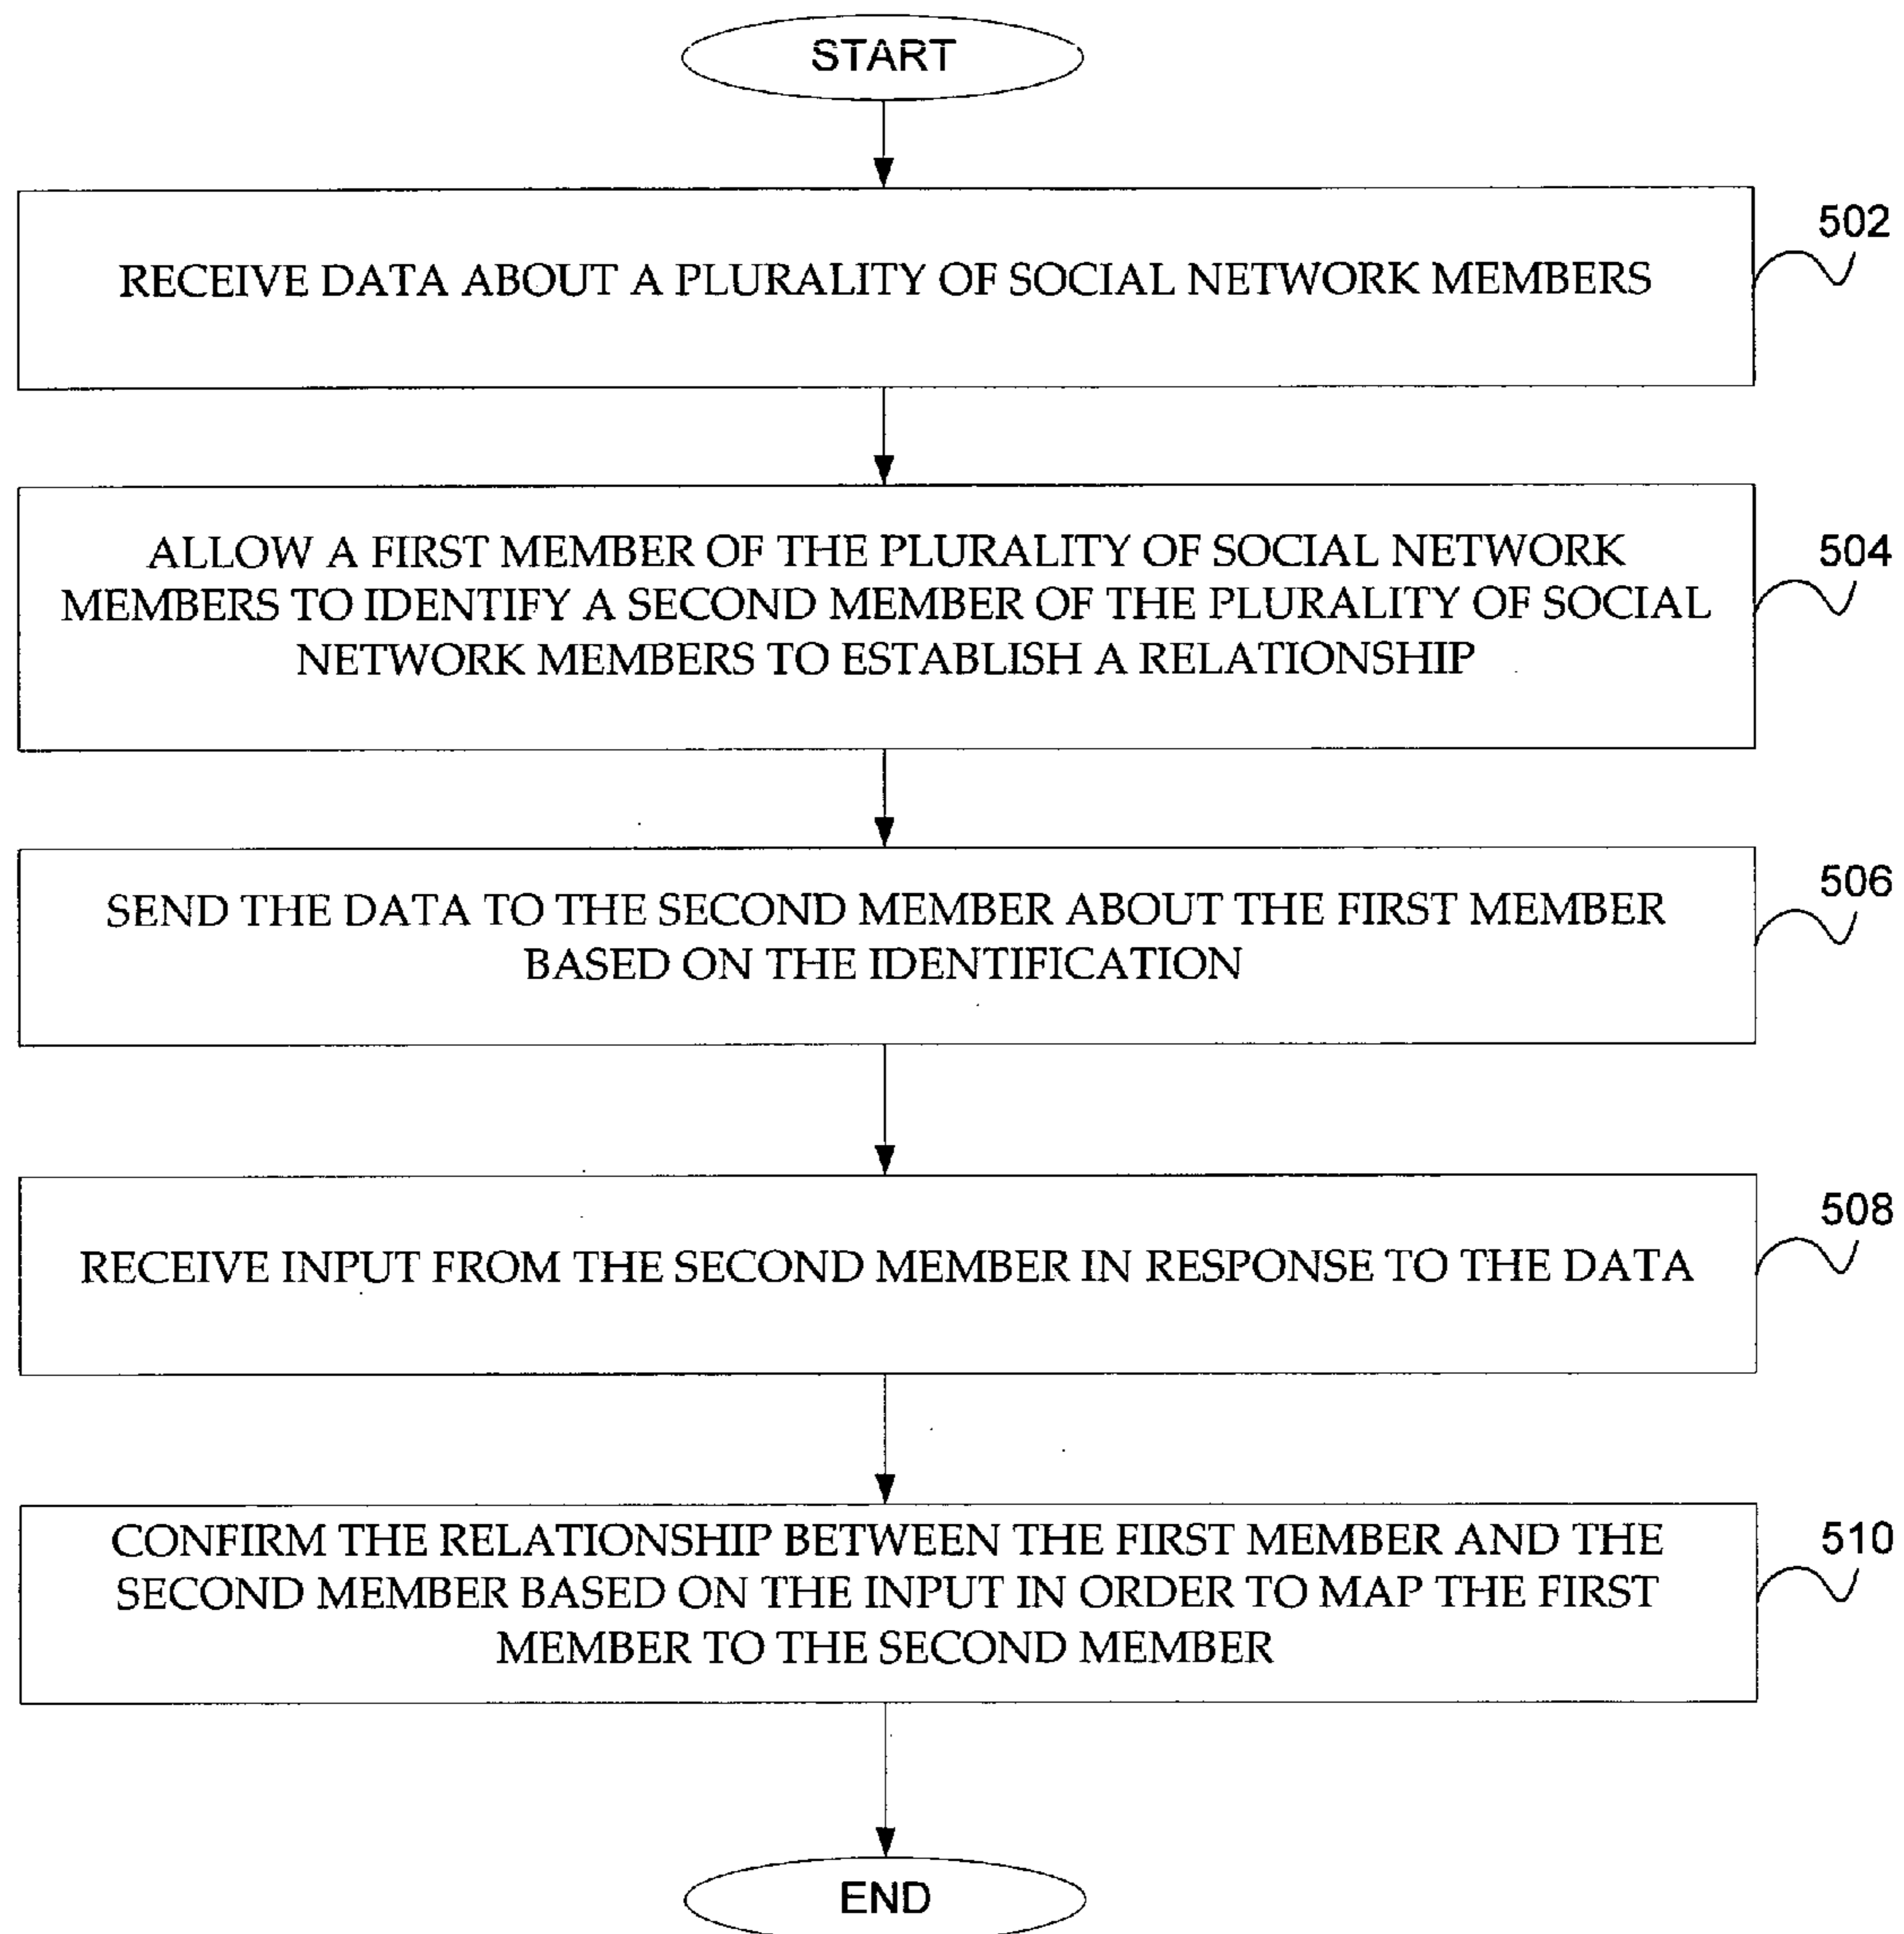 START
502
RECEIVE DATA ABOUT A PLURALITY OF SOCIAL NETWORK MEMBERS
504
ALLOW A FIRST MEMBER OF THE PLURALITY OF SOCIAL NETWORK
MEMBERS TO IDENTIFY A SECOND MEMBER OF THE PLURALITY OF SOCIAL
NETWORK MEMBERS TO ESTABLISH A RELATIONSHIP
506
SEND THE DATA TO THE SECOND MEMBER ABOUT THE FIRST MEMBER
BASED ON THE IDENTIFICATION
508
RECEIVE INPUT FROM THE SECOND MEMBER IN RESPONSE TO THE DATA
510
CONFIRM THE RELATIONSHIP BETWEEN THE FIRST MEMBER AND THE
SECOND MEMBER BASED ON THE INPUT IN ORDER TO MAP THE FIRST
MEMBER TO THE SECOND MEMBER
END